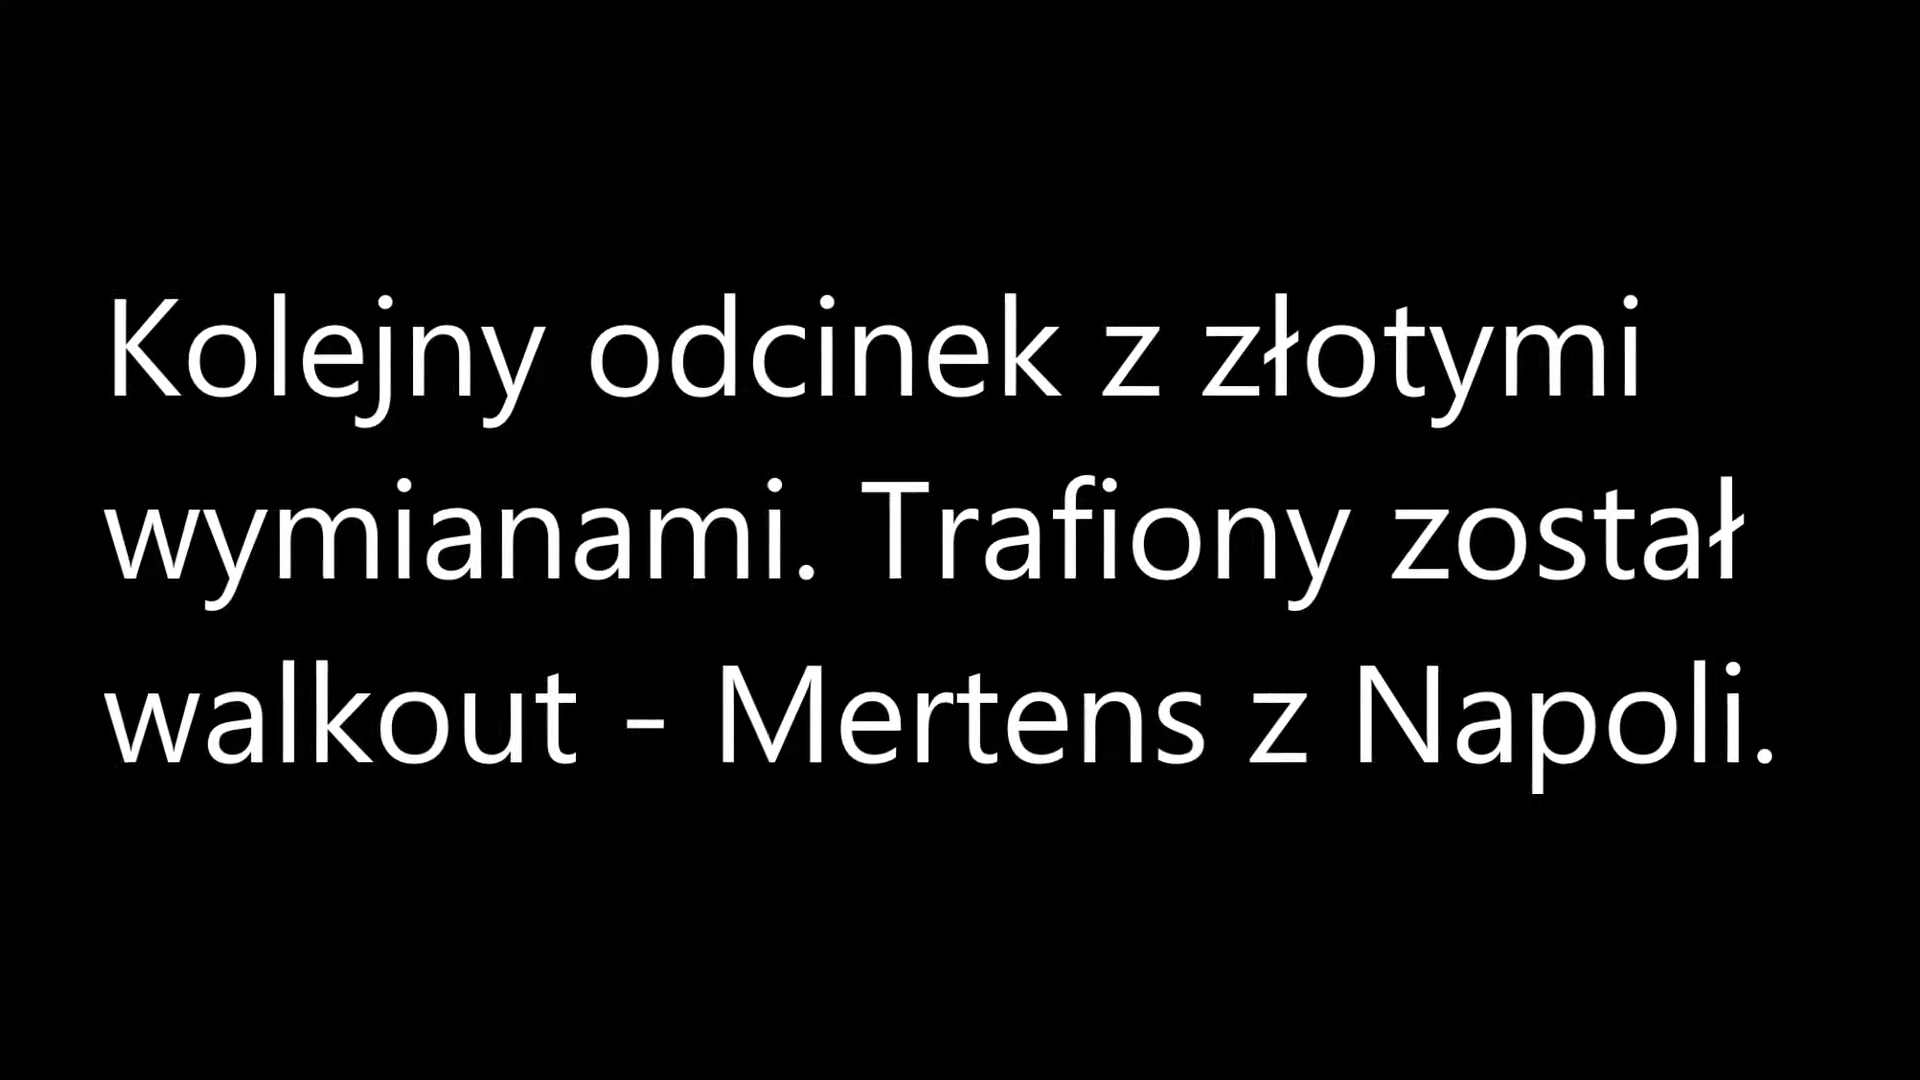 Kolejny odcinek z złotymi
wymianami. Trafiony został
walkout - Mertens z Napoli.